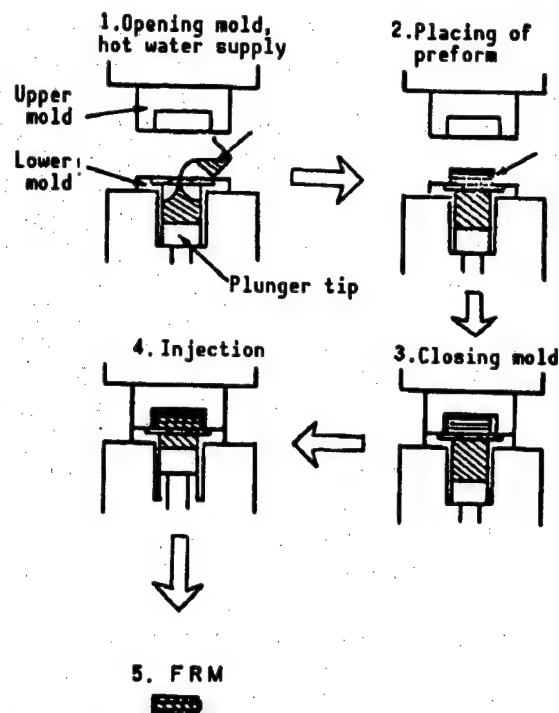 1.Opening mold,
hot water supply
Upper
mold
Lower
mold
Plunger tip
2.Placing of
preform
3.Closing mold
4.Injection
5. FRM